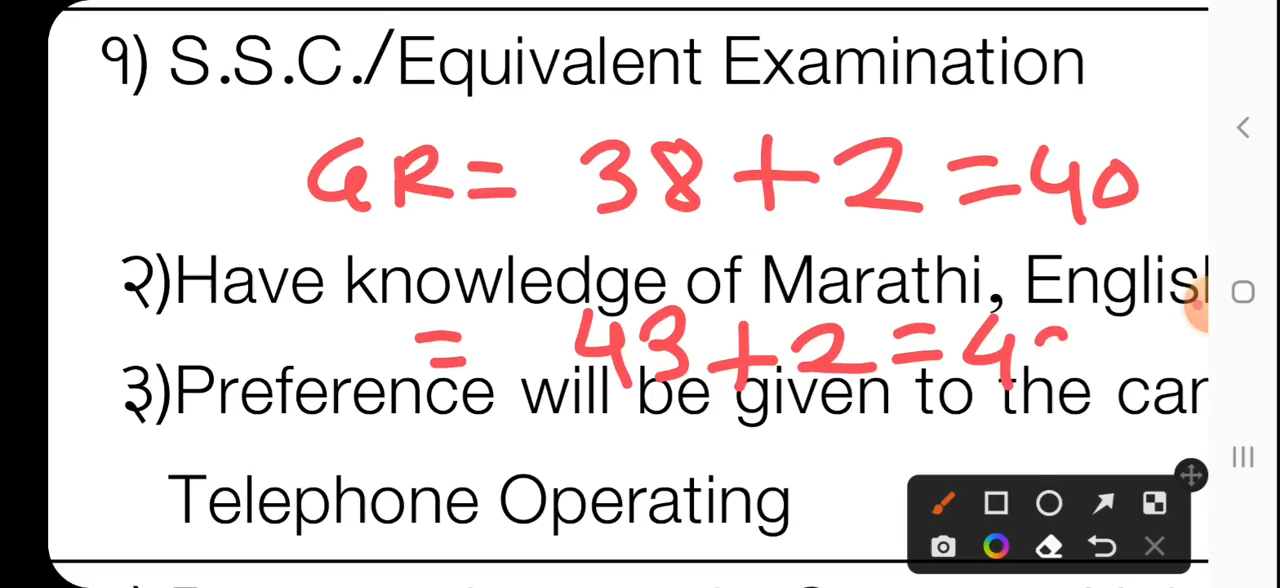 १) S.S.C./Equivalent Examination
GR = 38 + 2 = 40
२)Have knowledge of Marathi, Englis
= 43 + 2 = 4
३)Preference will be given to the car
Telephone Operating